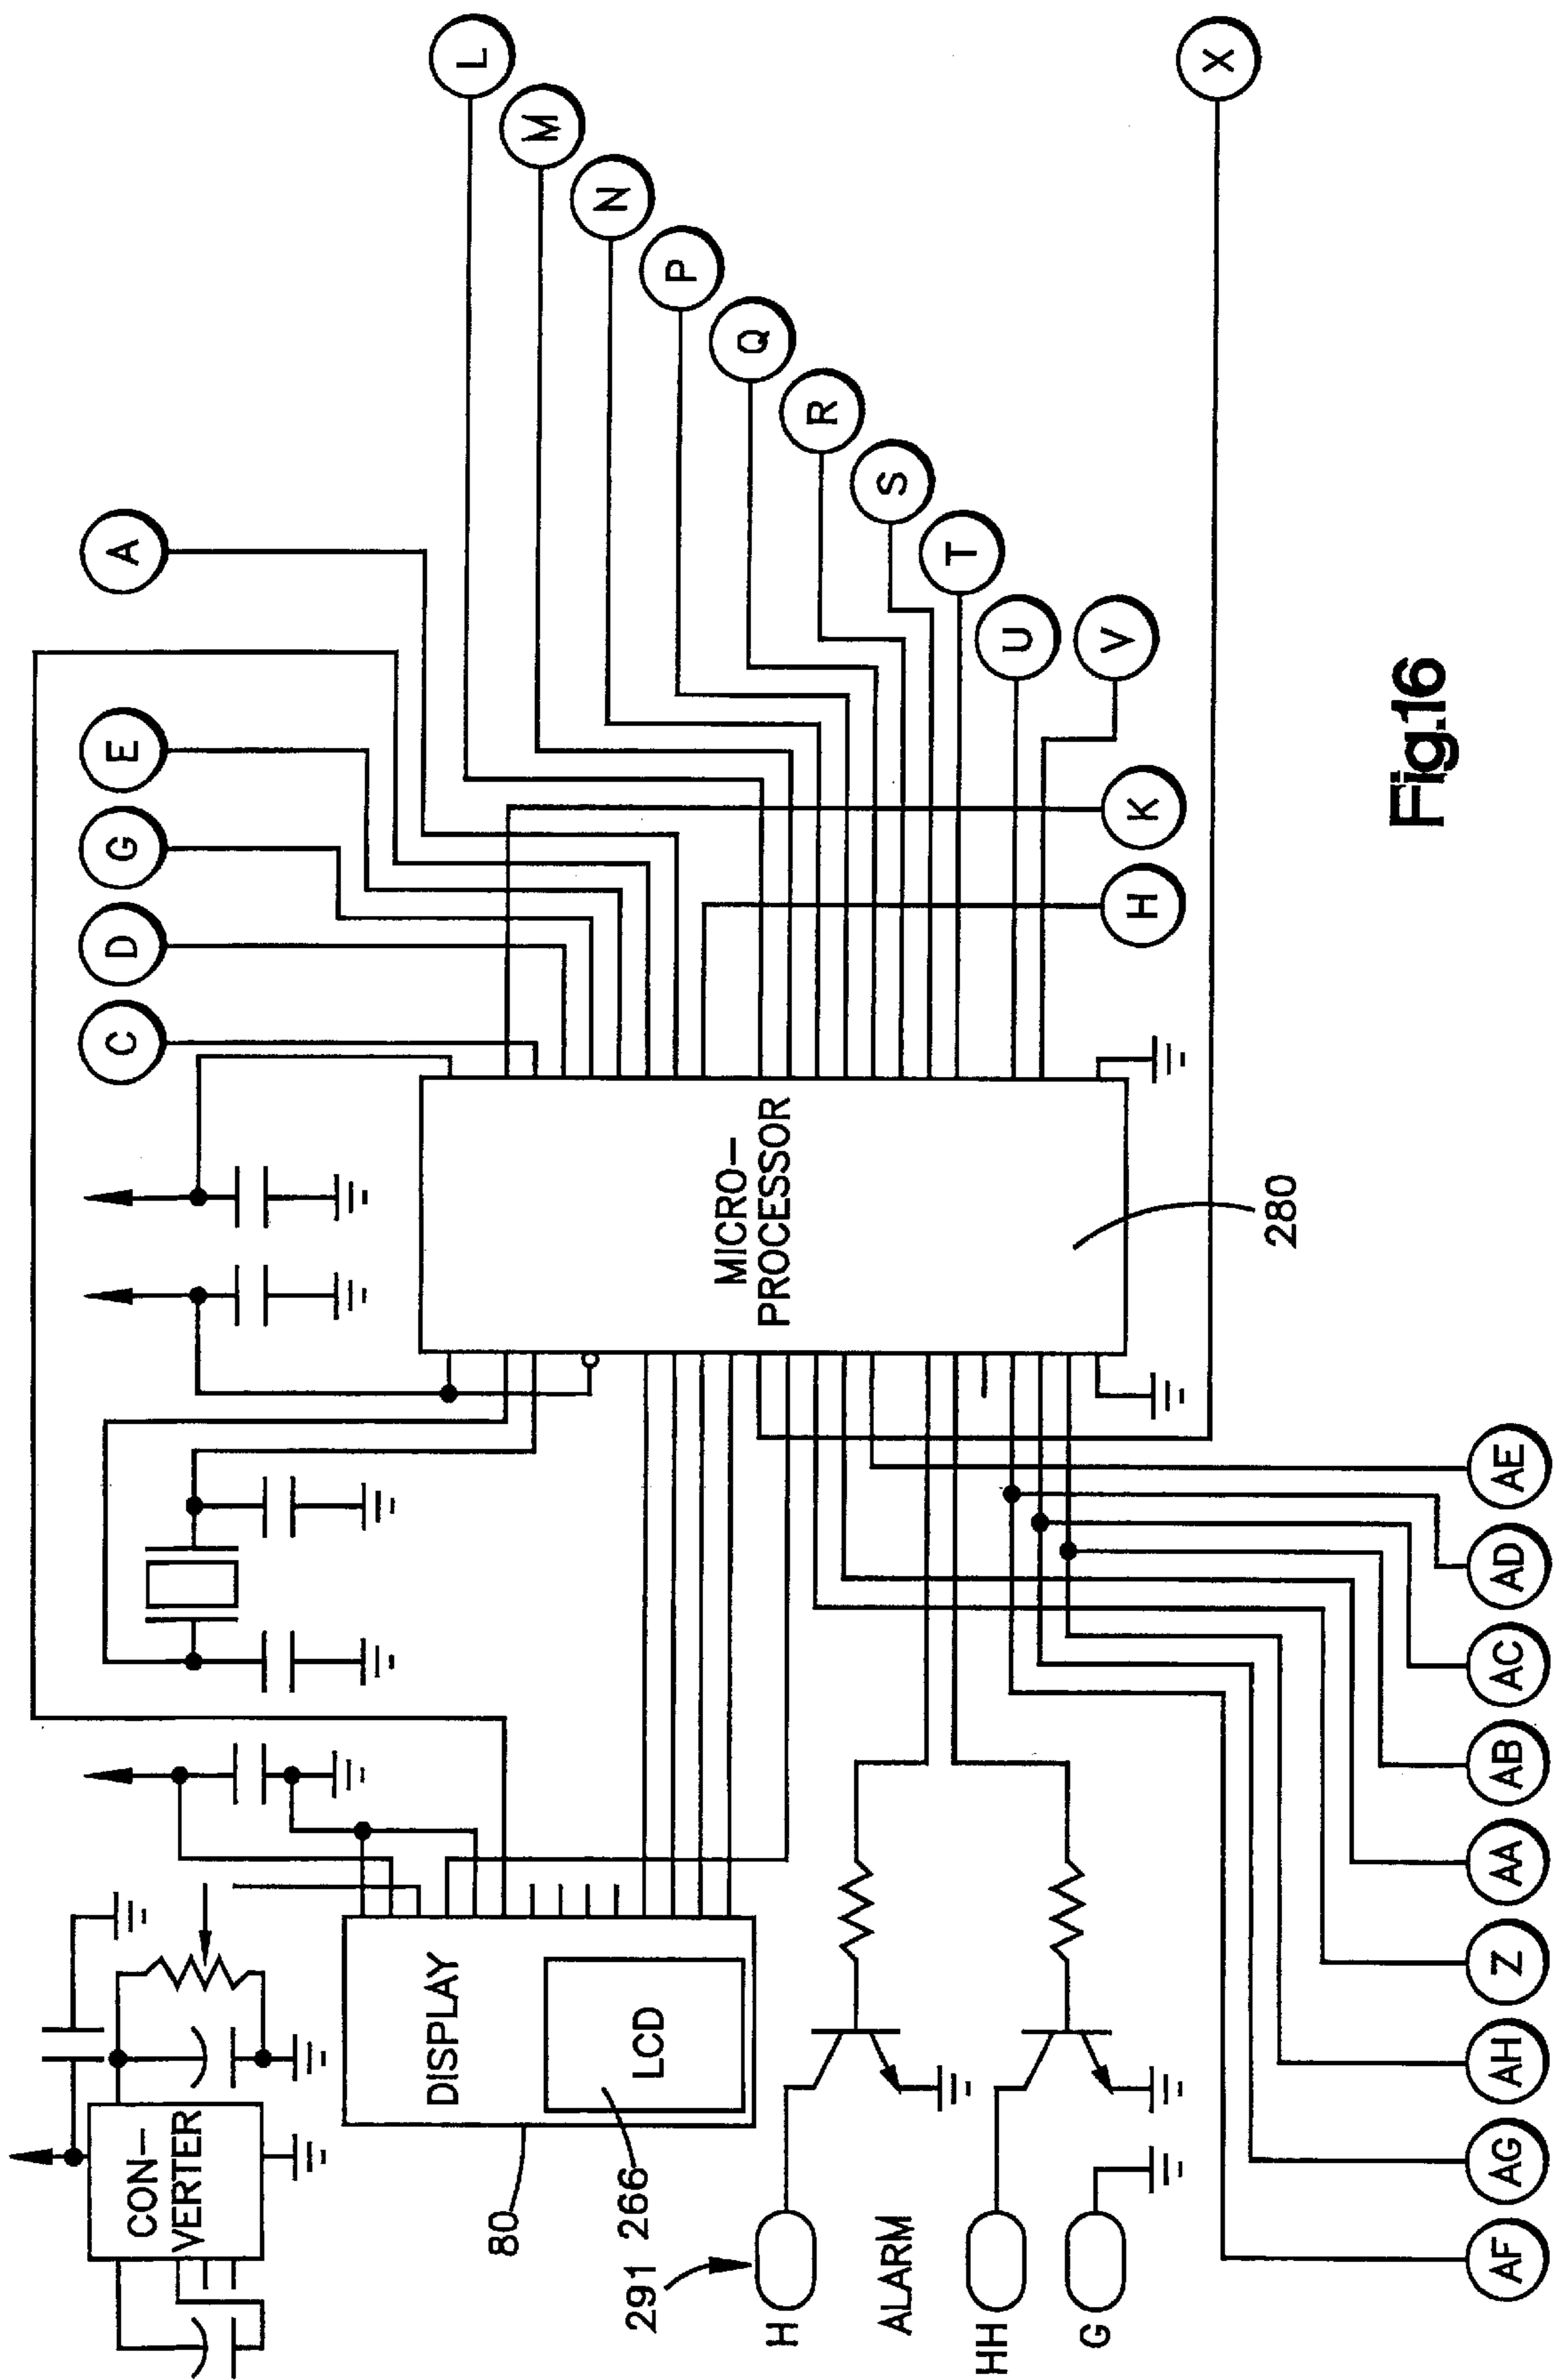 CON-
VERTER
DISPLAY
LCD
80
266
291
H
ALARM
HH
G
MICRO-
PROCESSOR
280
C
D
G
E
A
L
M
N
P
Q
R
S
T
U
V
K
H
X
AF
AG
AH
Z
AA
AB
AC
AD
AE
Fig.16